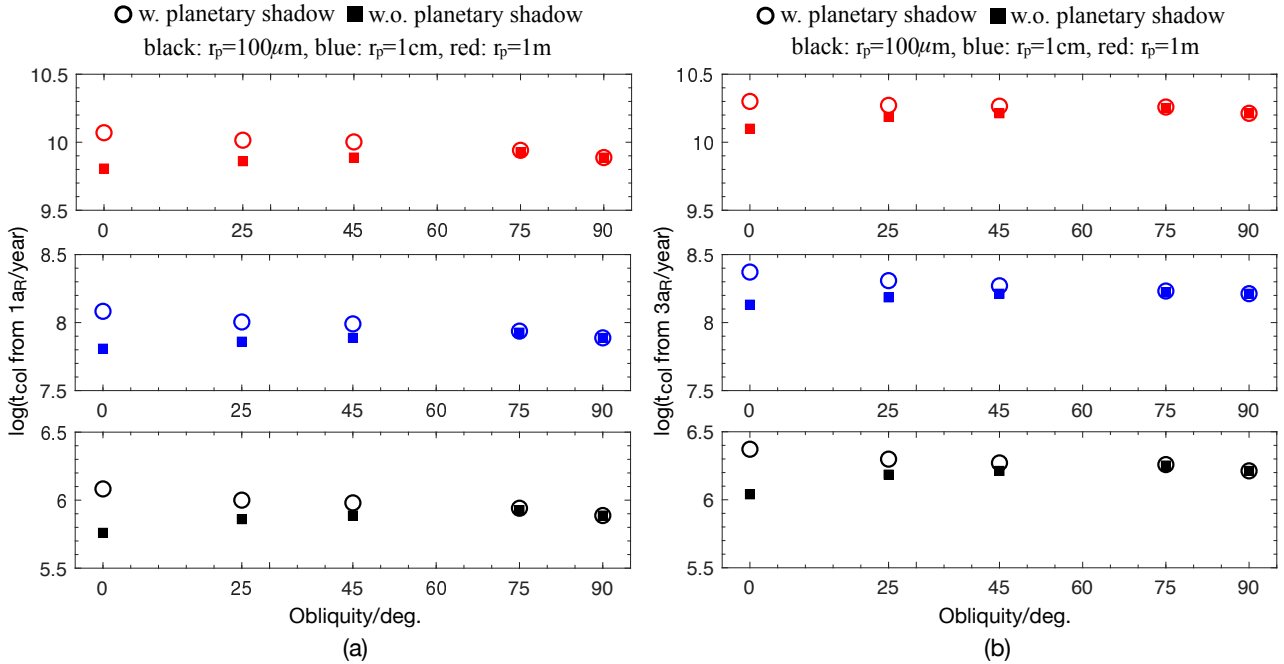 w. planetary shadow w.o. planetary shadow
black: rₚ=100μm, blue: rₚ=1cm, red: rₚ=1m
10.5
10
9.5
0 25 45 60 75 90
8.5
8
7.5
0 25 45 60 75 90
6.5
6
5.5
0 25 45 60 75 90
log(tcol from 1aR/year)
Obliquity/deg.
(a)
w. planetary shadow w.o. planetary shadow
black: rₚ=100μm, blue: rₚ=1cm, red: rₚ=1m
10.5
10
9.5
0 25 45 60 75 90
8.5
8
7.5
0 25 45 60 75 90
6.5
6
5.5
0 25 45 60 75 90
log(tcol from 3aR/year)
Obliquity/deg.
(b)